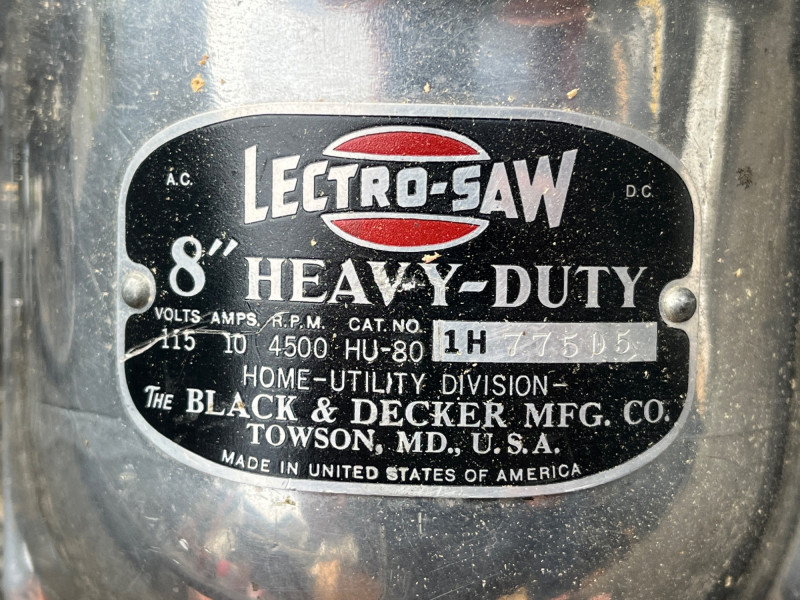 A.C.
LECTRO-SAW
D.C.
8" HEAVY-DUTY
VOLTS AMPS. R.P.M. CAT. NO.
115 10 4500 HU-80 1H 77505
HOME-UTILITY DIVISION-
THE BLACK & DECKER MFG. CO.
TOWSON, MD., U.S.A.
MADE IN UNITED STATES OF AMERICA